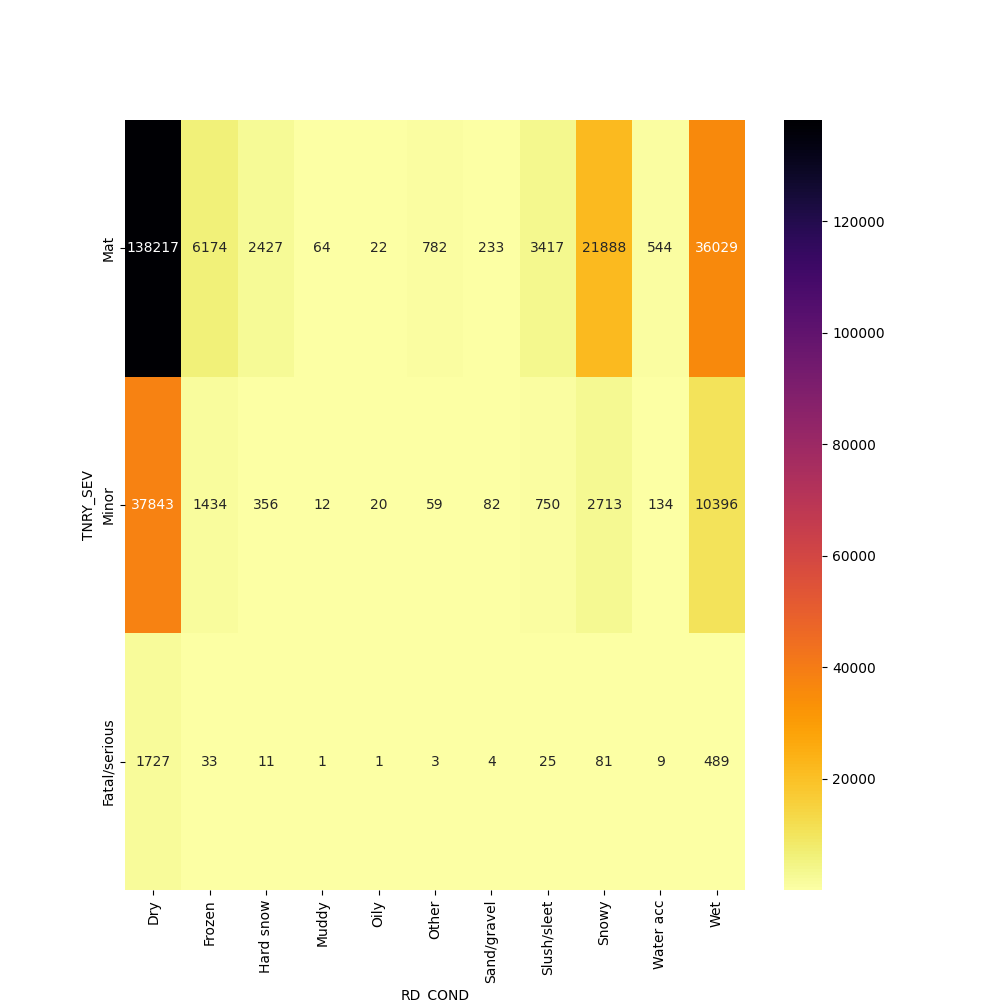 138217 6174 2427 64 22 782 233 3417 21888 544 36029
37843 1434 356 12 20 59 82 750 2713 134 10396
1727 33 11 1 1 3 4 25 81 9 489
Mat
Minor
Fatal/serious
TNRY_SEV
Dry
Frozen
Hard snow
Muddy
Oily
Other
Sand/gravel
Slush/sleet
Snowy
Water acc
Wet
RD_COND
120000
100000
80000
60000
40000
20000